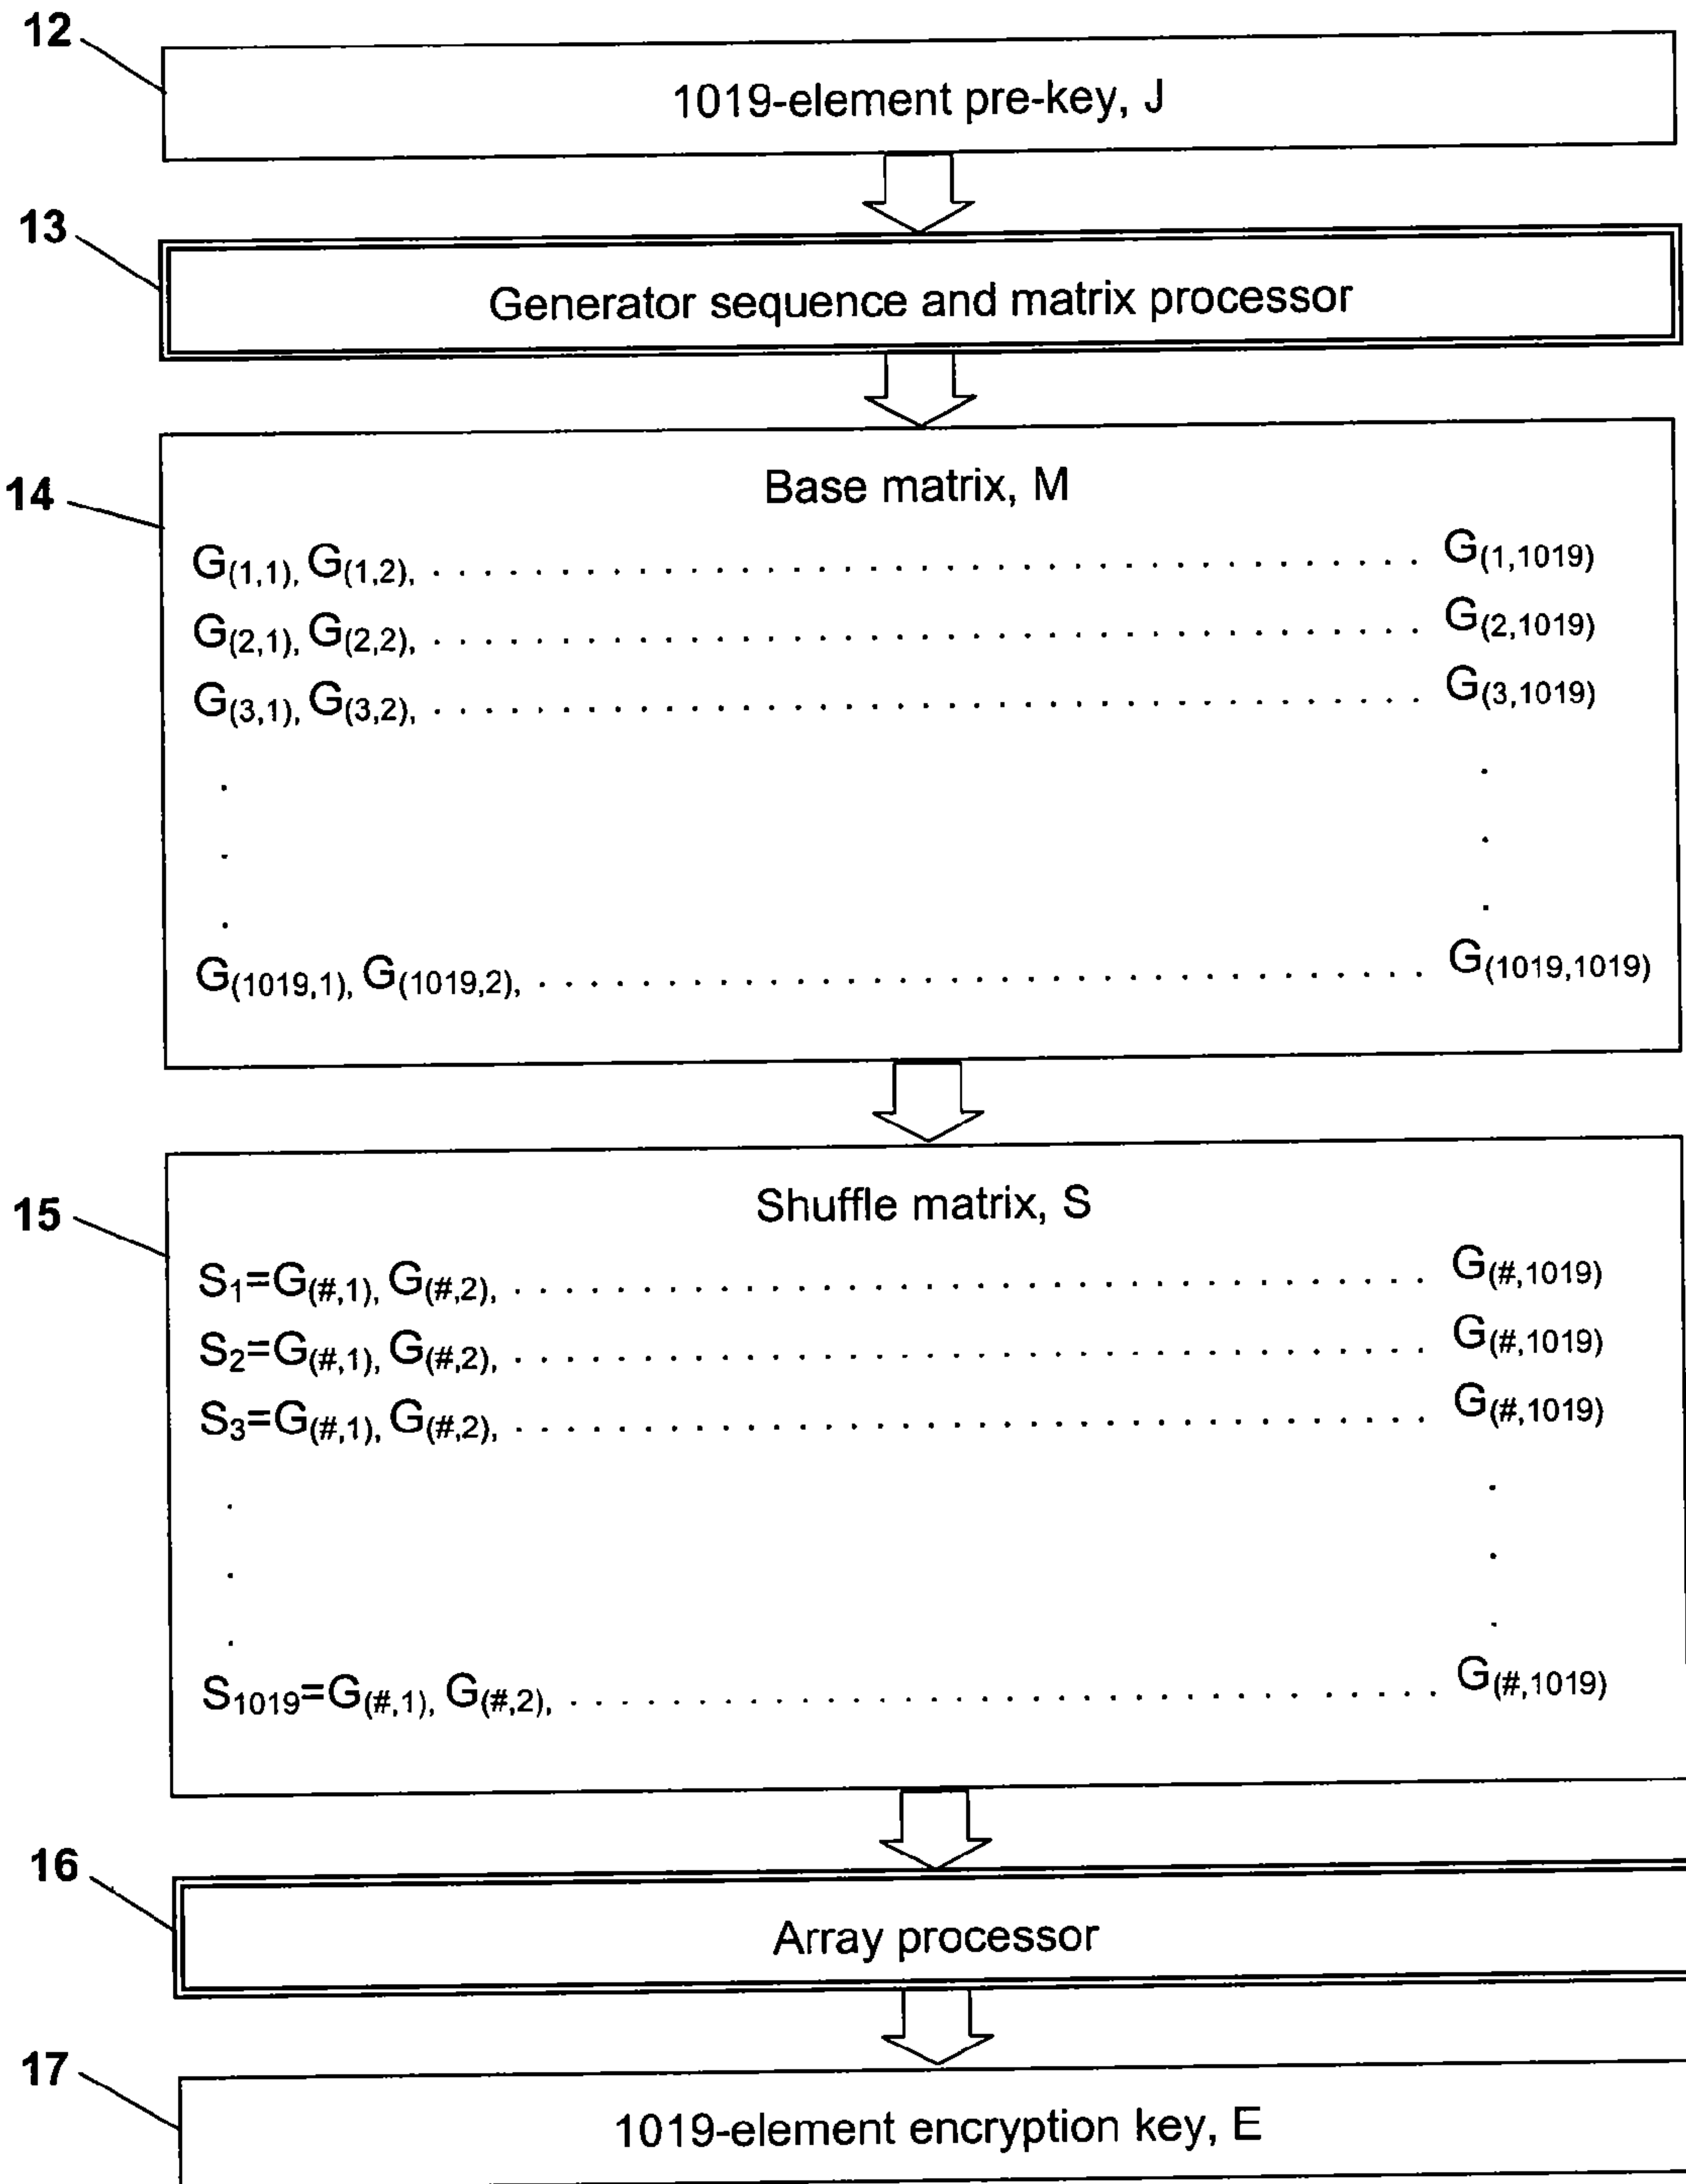 12
1019-element pre-key, J
13
Generator sequence and matrix processor
14
Base matrix, M
G(1,1), G(1,2), . . . . . . . . . . . . . . . . . . . . . . . . . . . . . . . . . . . . . . G(1,1019)
G(2,1), G(2,2), . . . . . . . . . . . . . . . . . . . . . . . . . . . . . . . . . . . . . . G(2,1019)
G(3,1), G(3,2), . . . . . . . . . . . . . . . . . . . . . . . . . . . . . . . . . . . . . . G(3,1019)
. .
. .
. .
G(1019,1), G(1019,2), . . . . . . . . . . . . . . . . . . . . . . . . . . . . . . . . . . G(1019,1019)
15
Shuffle matrix, S
S1=G(#,1), G(#,2), . . . . . . . . . . . . . . . . . . . . . . . . . . . . . . . . . . . G(#,1019)
S2=G(#,1), G(#,2), . . . . . . . . . . . . . . . . . . . . . . . . . . . . . . . . . . . G(#,1019)
S3=G(#,1), G(#,2), . . . . . . . . . . . . . . . . . . . . . . . . . . . . . . . . . . . G(#,1019)
. .
. .
. .
S1019=G(#,1), G(#,2), . . . . . . . . . . . . . . . . . . . . . . . . . . . . . . . . . G(#,1019)
16
Array processor
17
1019-element encryption key, E